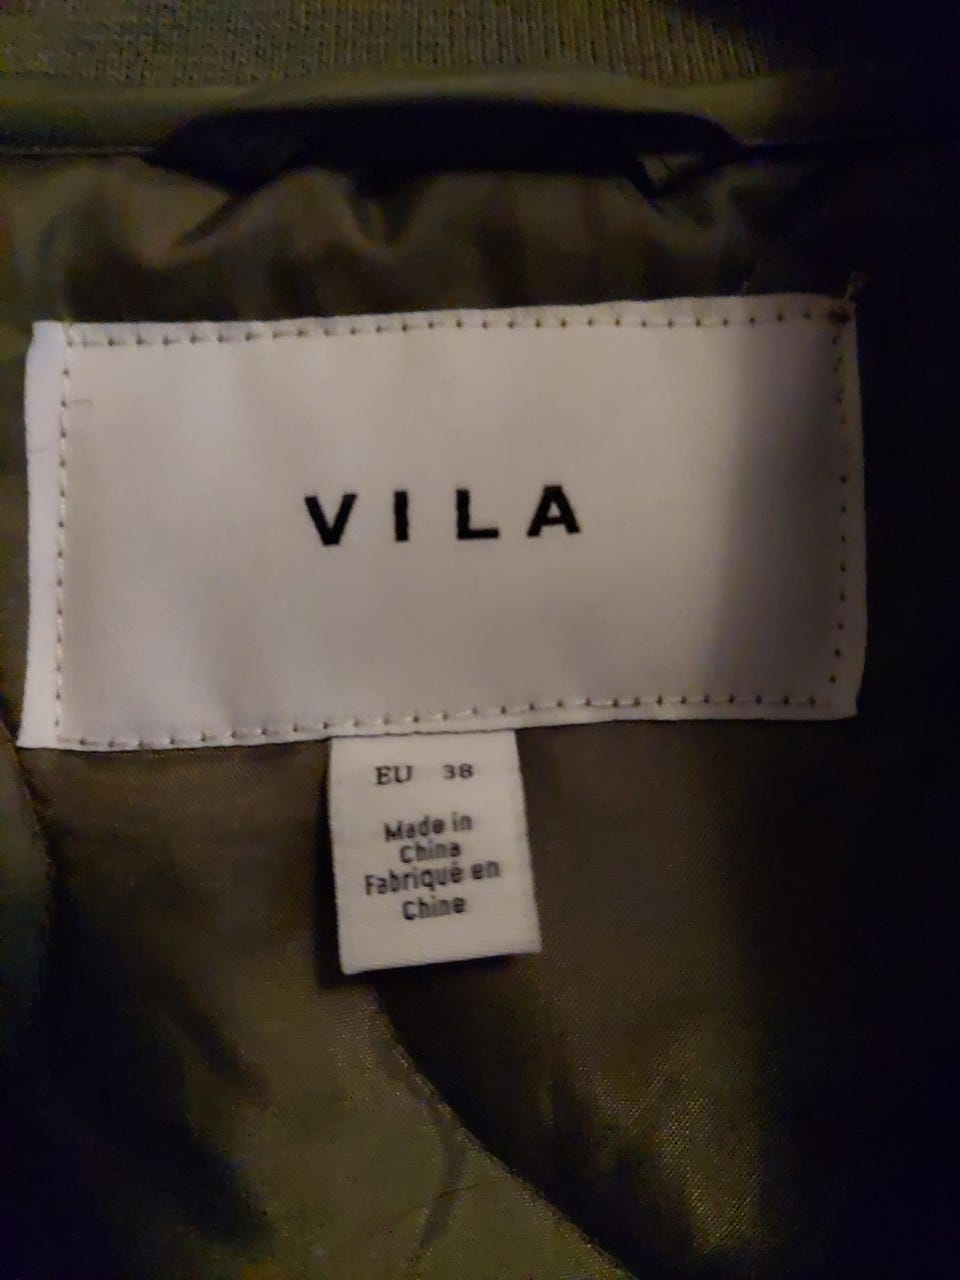 VILA
EU 38
Made in
China
Fabriqué en
Chine